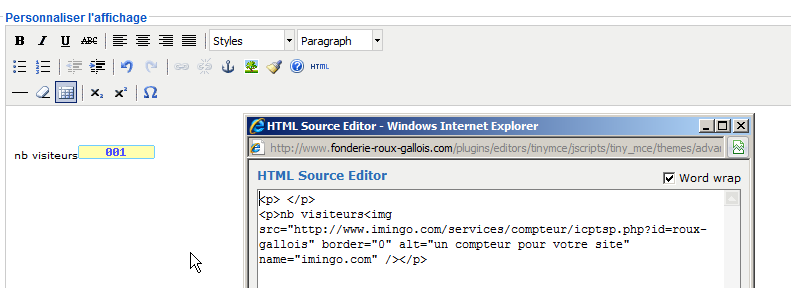 Personnaliser l'affichage
B I U ABC Styles Paragraph
HTML
x₂ x² Ω
nb visiteurs 001
HTML Source Editor - Windows Internet Explorer
http://www.fonderie-roux-gallois.com/plugins/editors/tinymce/jscripts/tiny_mce/themes/advan
HTML Source Editor
Word wrap
<p> </p>
<p>nb visiteurs<img
src="http://www.imingo.com/services/compteur/icptsp.php?id=roux-
gallois" border="0" alt="un compteur pour votre site"
name="imingo.com" /></p>